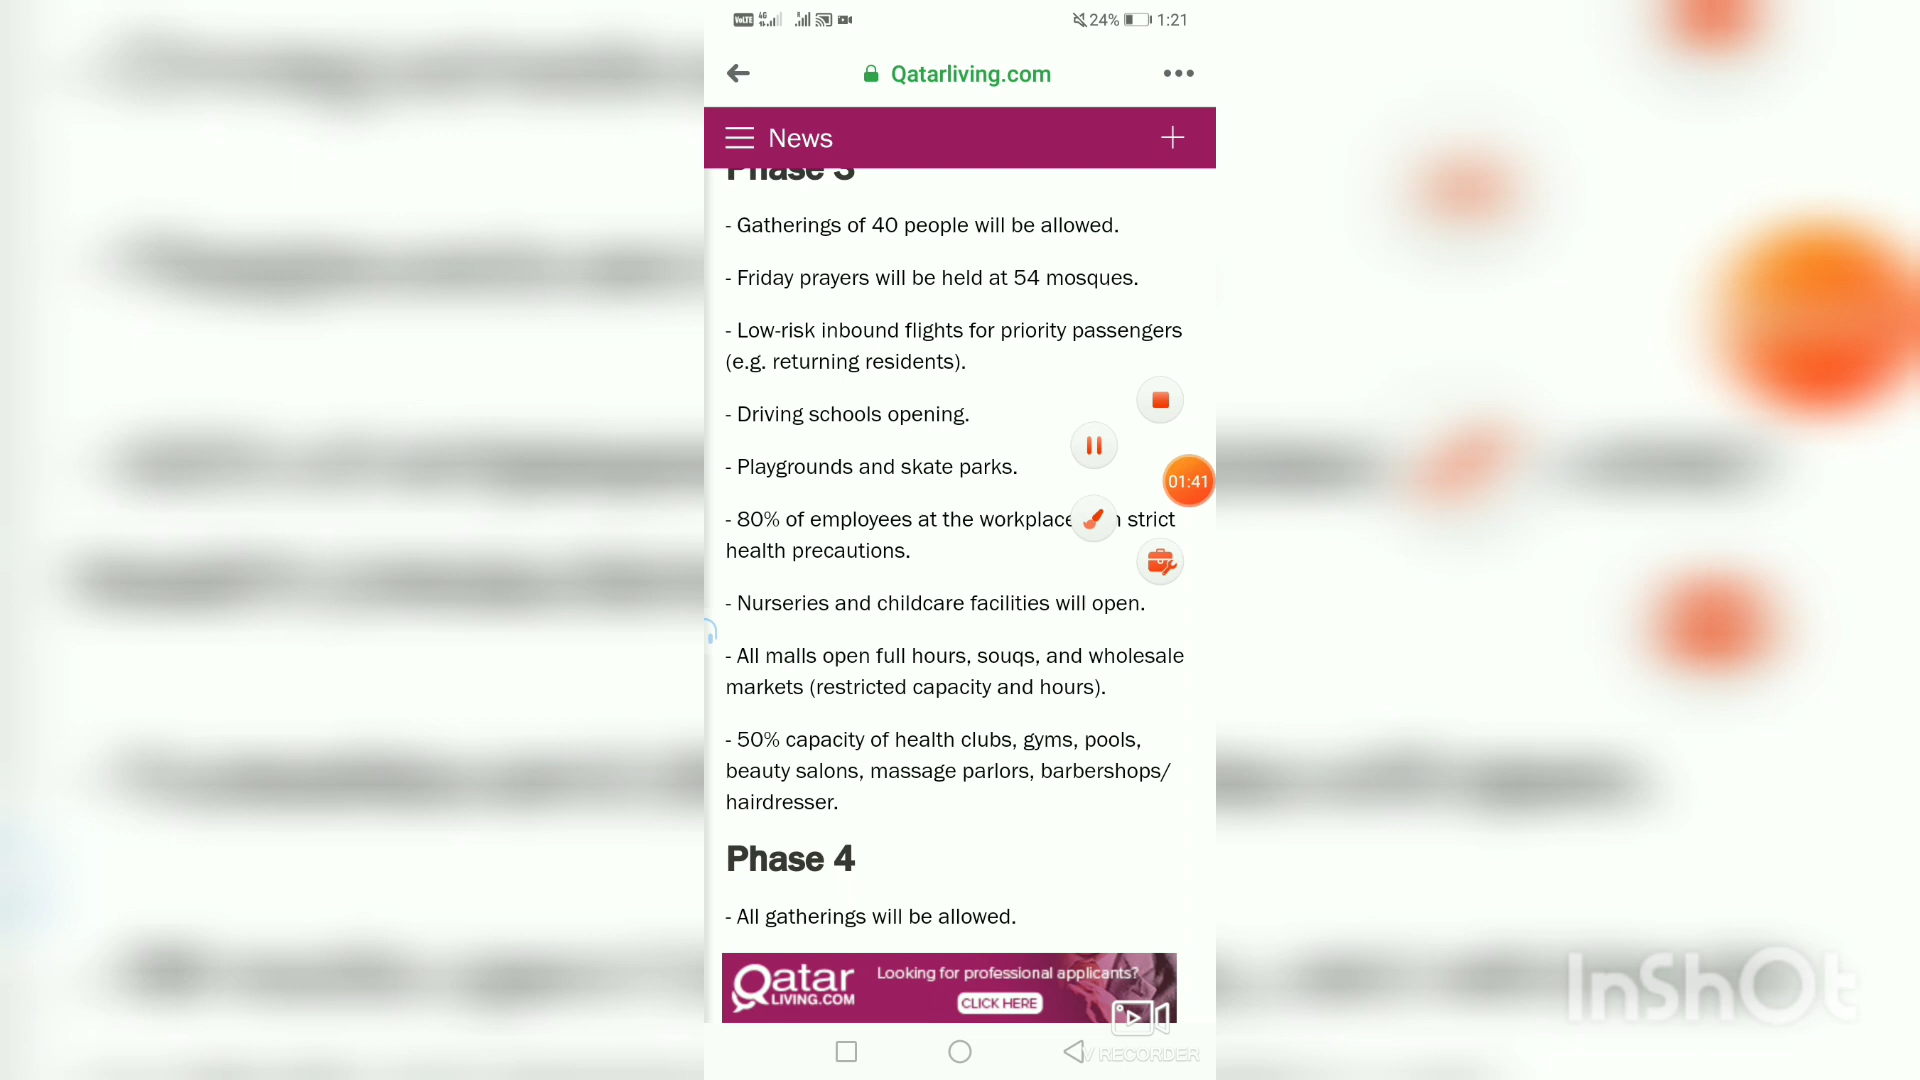 VoLTE 4G 24% 1:21
Qatarliving.com
News
Phase 3
- Gatherings of 40 people will be allowed.
- Friday prayers will be held at 54 mosques.
- Low-risk inbound flights for priority passengers
(e.g. returning residents).
- Driving schools opening.
- Playgrounds and skate parks.
01:41
- 80% of employees at the workplace strict
health precautions.
- Nurseries and childcare facilities will open.
- All malls open full hours, souqs, and wholesale
markets (restricted capacity and hours).
- 50% capacity of health clubs, gyms, pools,
beauty salons, massage parlors, barbershops/
hairdresser.
Phase 4
- All gatherings will be allowed.
Qatar
LIVING.COM
Looking for professional applicants?
CLICK HERE
V RECORDER
InShOt